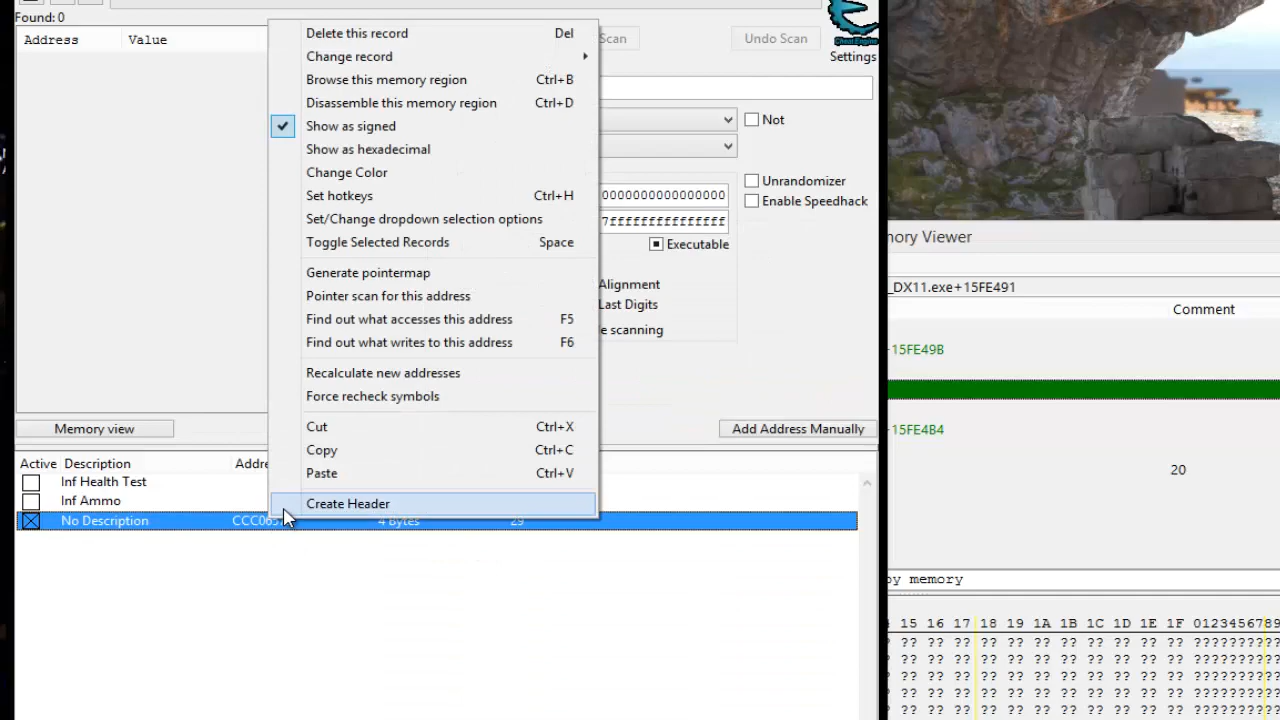 Found: 0
Address Value
Delete this record Del
Change record
Browse this memory region Ctrl+B
Disassemble this memory region Ctrl+D
Show as signed
Show as hexadecimal
Change Color
Set hotkeys Ctrl+H
Set/Change dropdown selection options
Toggle Selected Records Space
Generate pointermap
Pointer scan for this address
Find out what accesses this address F5
Find out what writes to this address F6
Recalculate new addresses
Force recheck symbols
Cut Ctrl+X
Copy Ctrl+C
Paste Ctrl+V
Create Header
Scan Undo Scan
Cheat Engine
Settings
Not
Unrandomizer
Enable Speedhack
0000000000000000
7fffffffffffffff
Executable
Alignment
Last Digits
e scanning
Memory view Add Address Manually
Active Description Addre
Inf Health Test
Inf Ammo
No Description CCC065 4 Bytes 29
mory Viewer
_DX11.exe+15FE491
Comment
+15FE49B
+15FE4B4
20
by memory
15 16 17 18 19 1A 1B 1C 1D 1E 1F 0123456789
?? ?? ?? ?? ?? ?? ?? ?? ?? ?? ?? ??????????
?? ?? ?? ?? ?? ?? ?? ?? ?? ?? ?? ??????????
?? ?? ?? ?? ?? ?? ?? ?? ?? ?? ?? ??????????
?? ?? ?? ?? ?? ?? ?? ?? ?? ?? ?? ??????????
?? ?? ?? ?? ?? ?? ?? ?? ?? ?? ?? ??????????